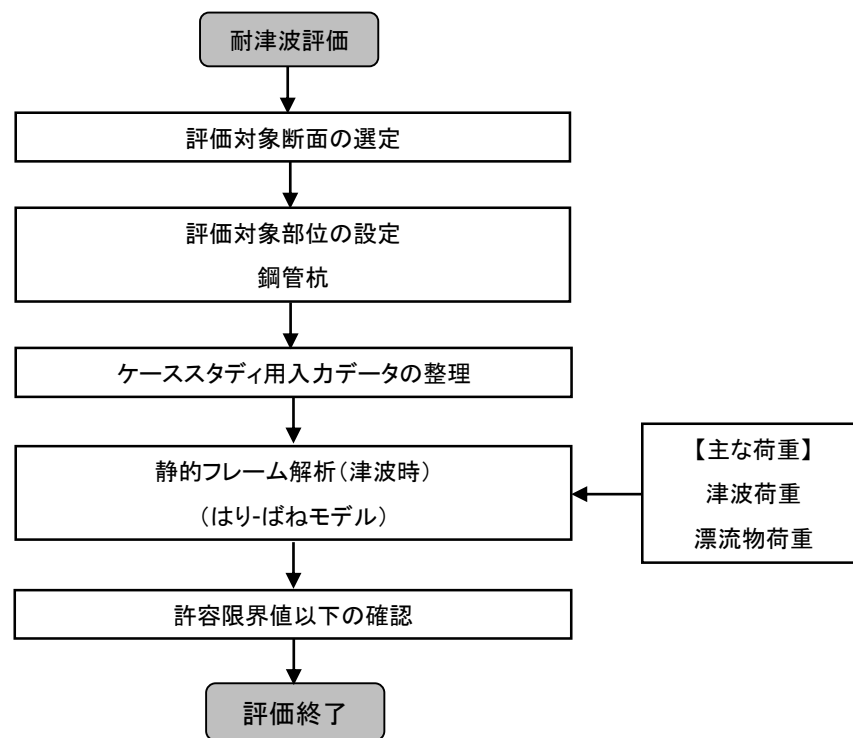 耐津波評価
評価対象断面の選定
評価対象部位の設定
鋼管杭
ケーススタディ用入力データの整理
静的フレーム解析(津波時)
(はり-ばねモデル)
【主な荷重】
津波荷重
漂流物荷重
許容限界値以下の確認
評価終了